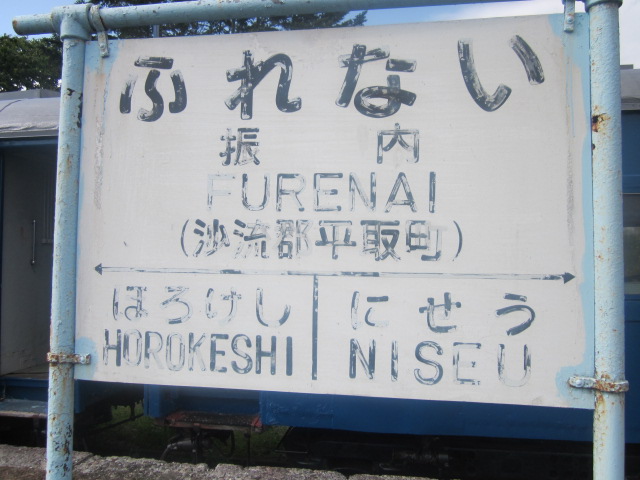 ふれない
振内
FURENAI
(沙流郡平取町)
ほろけし にせう
HOROKESHI NISEU